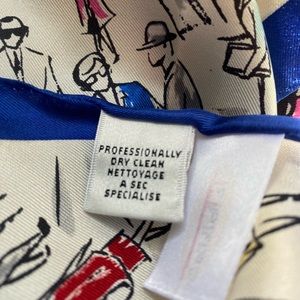 PROFESSIONALLY
DRY CLEAN
NETTOYAGE
A SEC
SPECIALISE